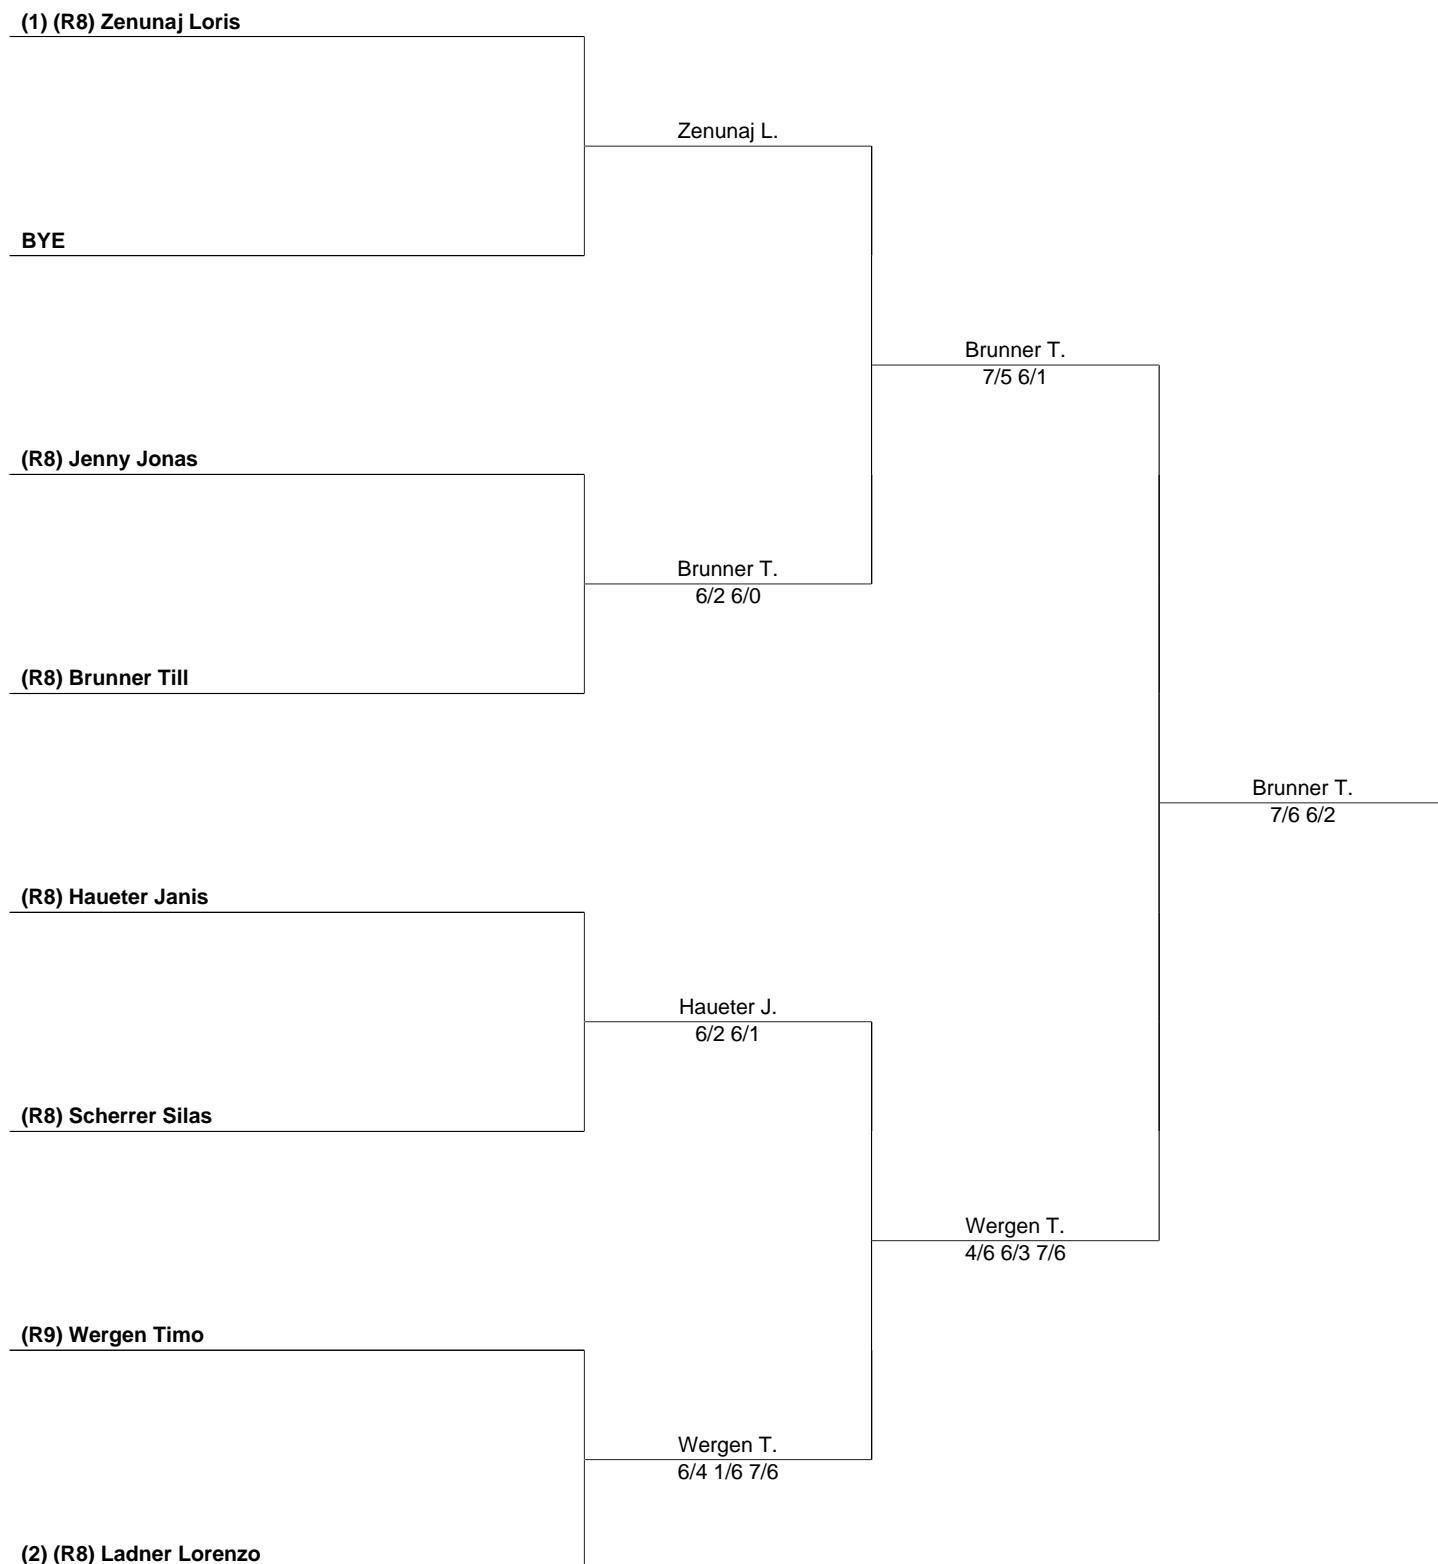 (1) (R8) Zenunaj Loris
Zenunaj L.
BYE
Brunner T.
7/5 6/1
(R8) Jenny Jonas
Brunner T.
6/2 6/0
(R8) Brunner Till
Brunner T.
7/6 6/2
(R8) Haueter Janis
Haueter J.
6/2 6/1
(R8) Scherrer Silas
Wergen T.
4/6 6/3 7/6
(R9) Wergen Timo
Wergen T.
6/4 1/6 7/6
(2) (R8) Ladner Lorenzo